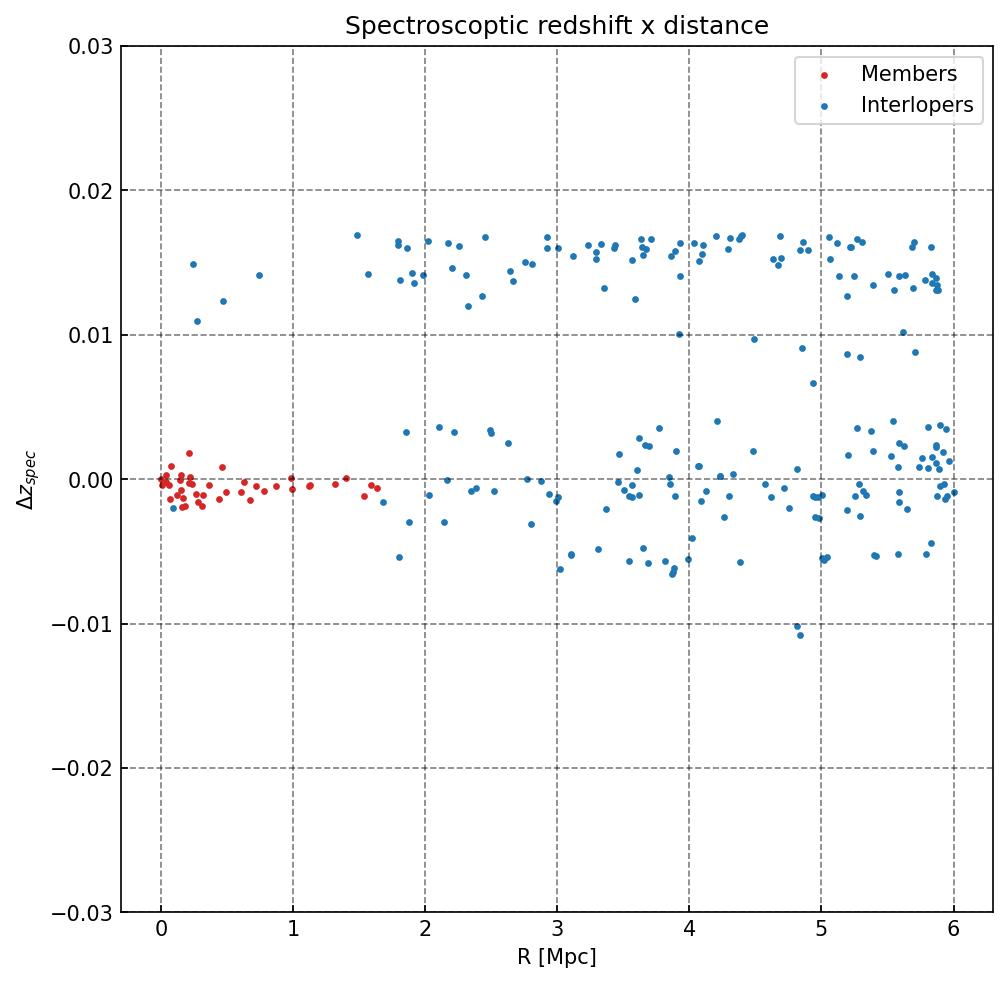 Spectroscoptic redshift x distance
Members
Interlopers
0.03
0.02
0.01
0.00
−0.01
−0.02
−0.03
Δz_spec
0 1 2 3 4 5 6
R [Mpc]